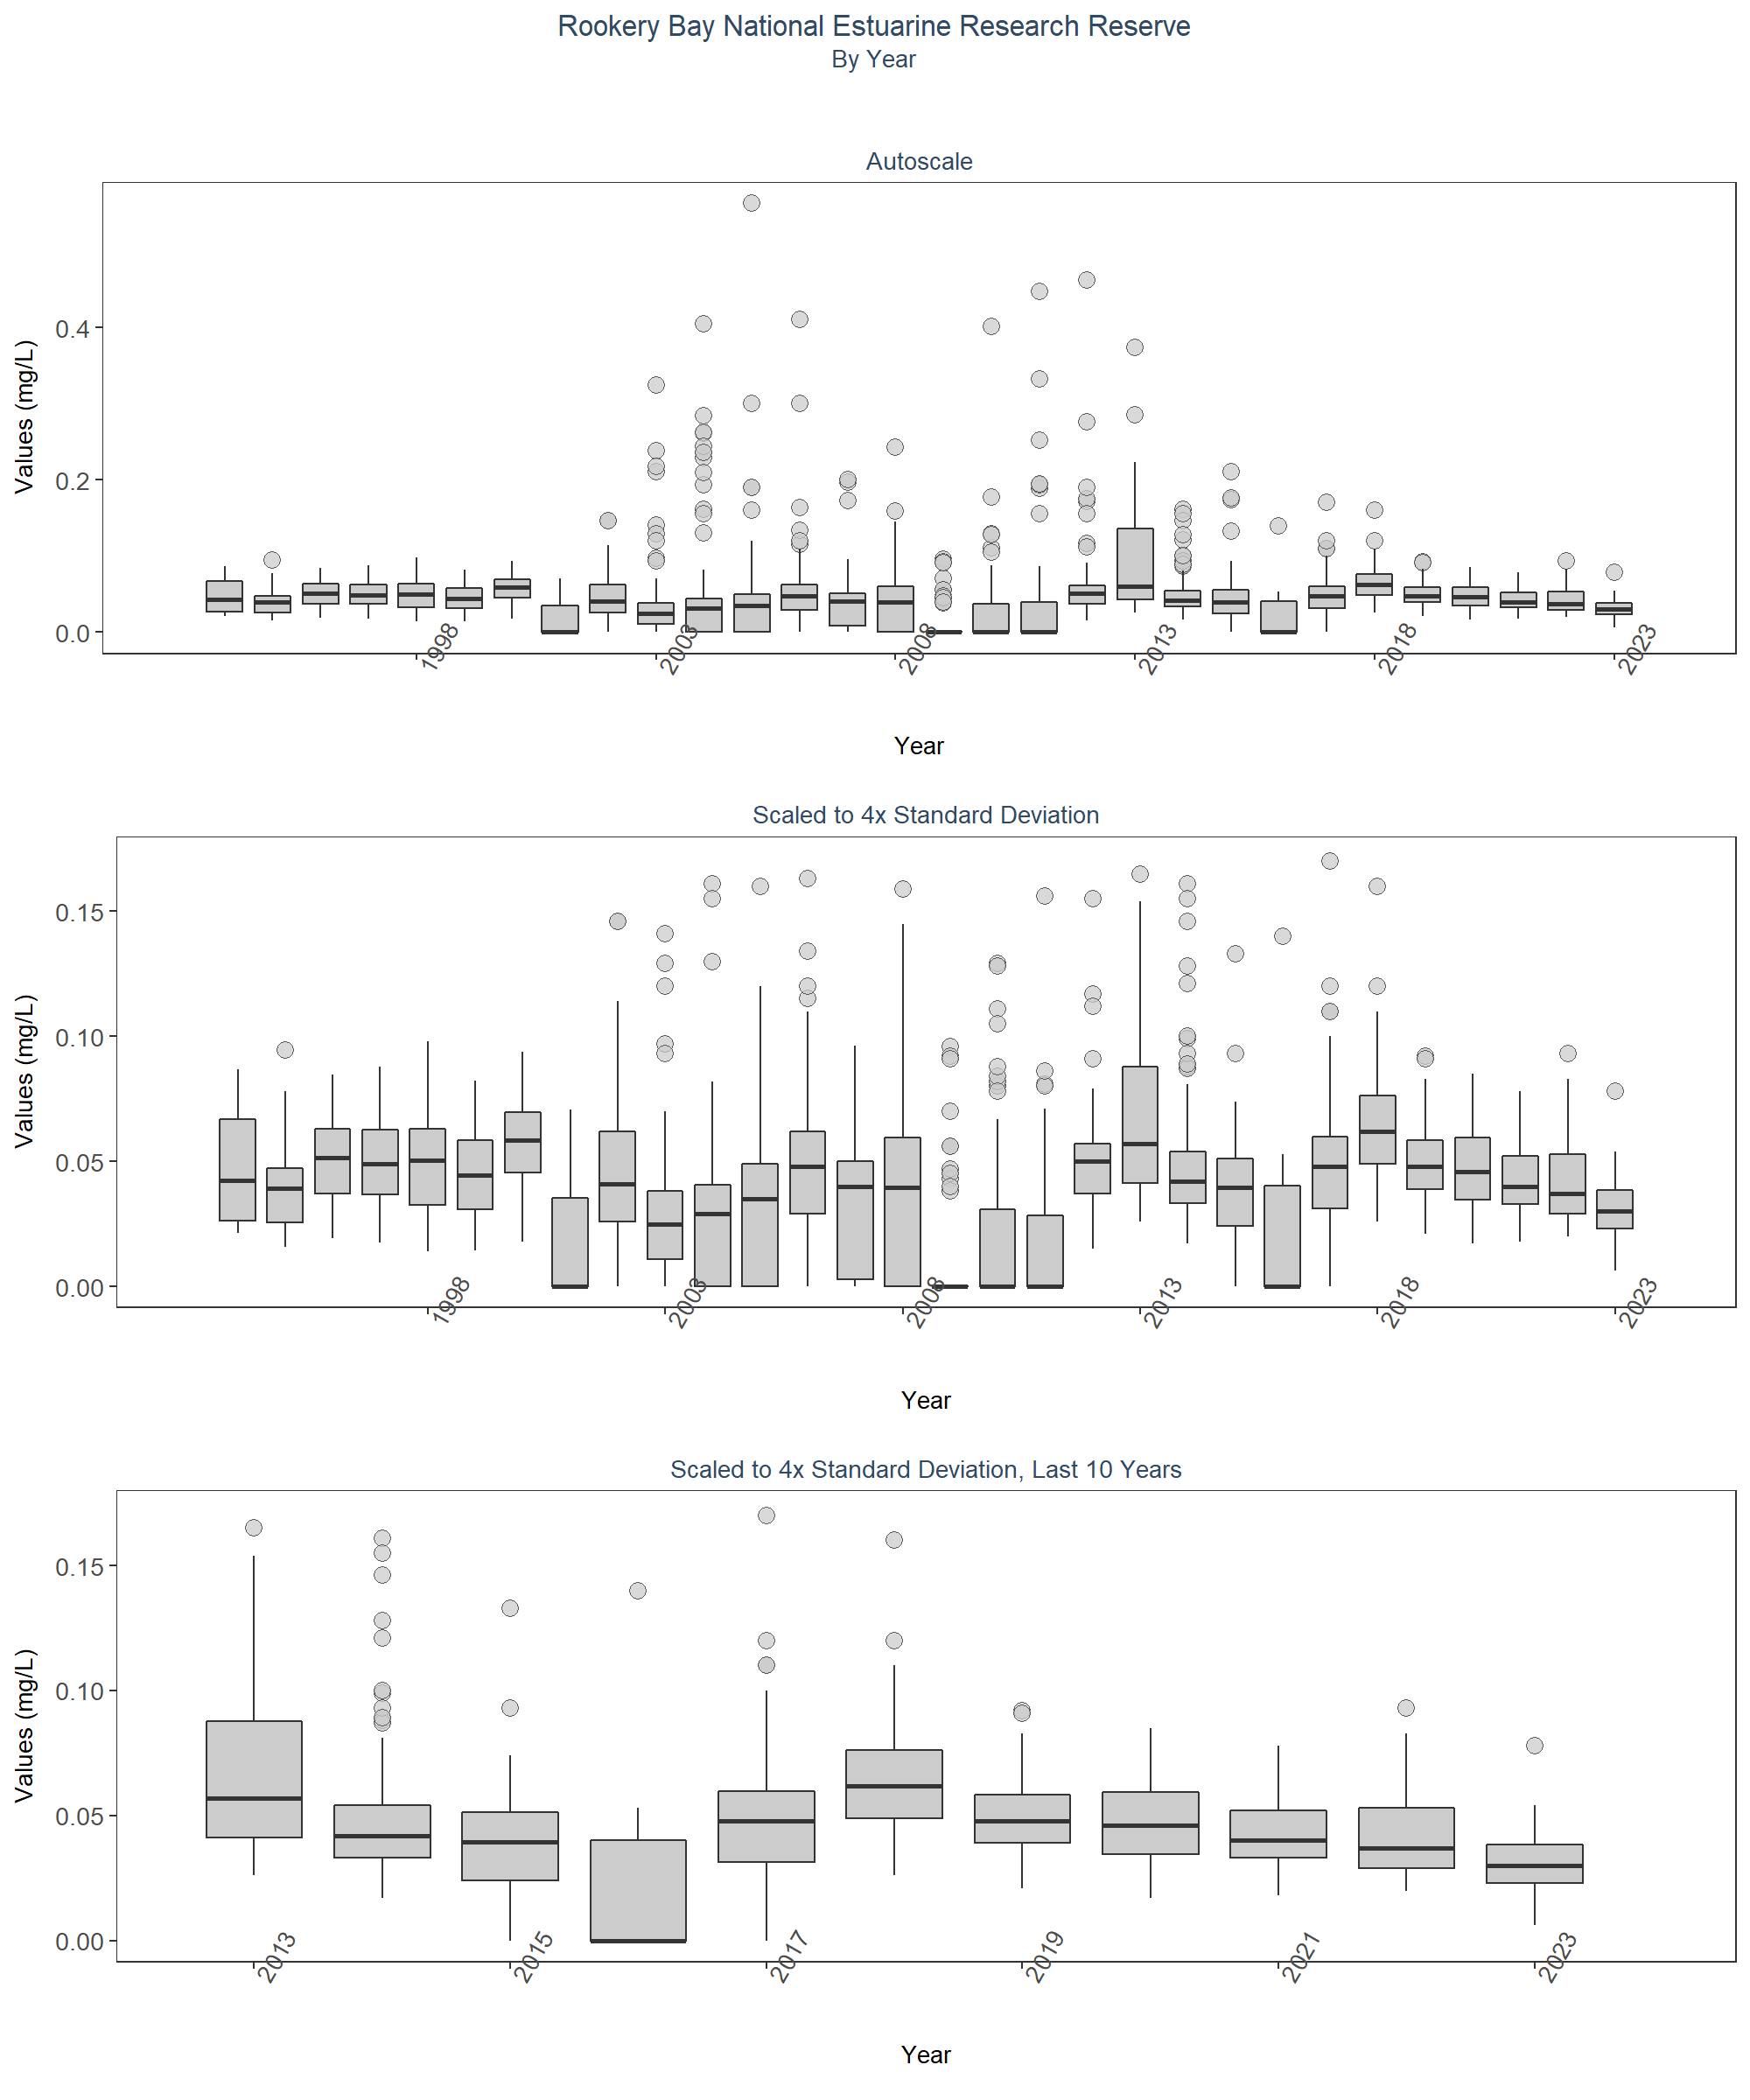 Rookery Bay National Estuarine Research Reserve
By Year
Autoscale
Values (mg/L)
0.4
0.2
0.0
1998 2003 2008 2013 2018 2023
Year
Scaled to 4x Standard Deviation
Values (mg/L)
0.15
0.10
0.05
0.00
1998 2003 2008 2013 2018 2023
Year
Scaled to 4x Standard Deviation, Last 10 Years
Values (mg/L)
0.15
0.10
0.05
0.00
2013 2015 2017 2019 2021 2023
Year